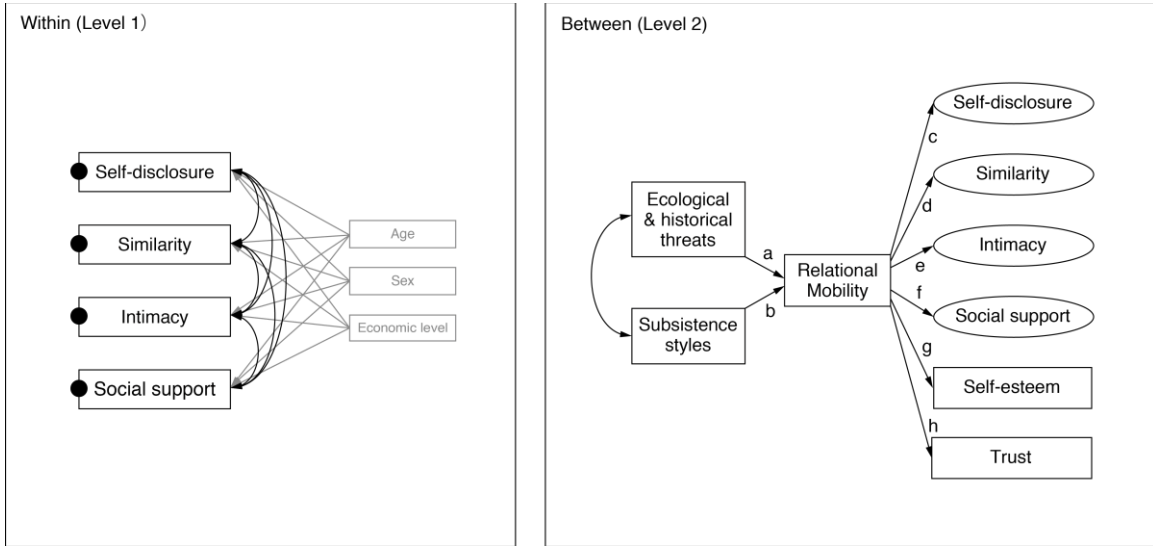 Within (Level 1)
Self-disclosure
Similarity
Intimacy
Social support
Age
Sex
Economic level
Between (Level 2)
Ecological
& historical
threats
Subsistence
styles
a
b
Relational
Mobility
c
d
e
f
g
h
Self-disclosure
Similarity
Intimacy
Social support
Self-esteem
Trust